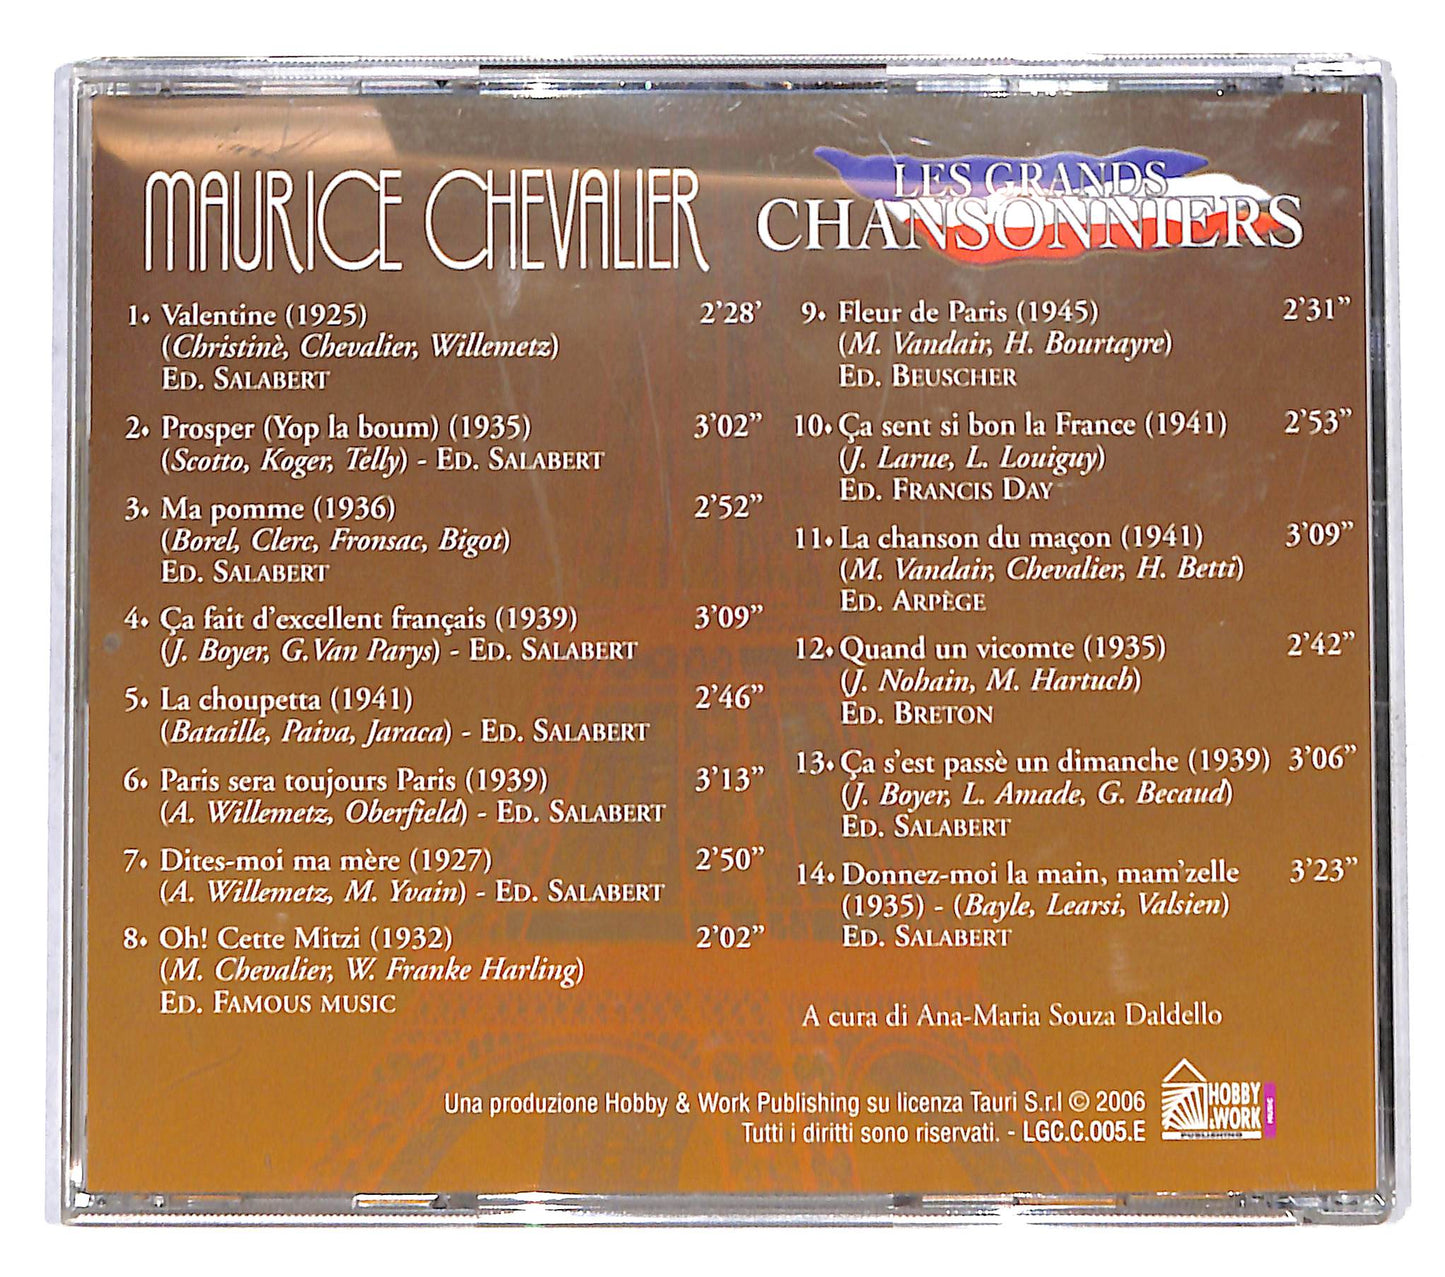 MAURICE CHEVALIER
LES GRANDS
CHANSONNIERS
1. Valentine (1925) 2'28'
(Christinè, Chevalier, Willemetz)
ED. SALABERT
2. Prosper (Yop la boum) (1935) 3'02"
(Scotto, Koger, Telly) - ED. SALABERT
3. Ma pomme (1936) 2'52"
(Borel, Clerc, Fronsac, Bigot)
ED. SALABERT
4. Ça fait d'excellent français (1939) 3'09"
(J. Boyer, G.Van Parys) - ED. SALABERT
5. La choupetta (1941) 2'46"
(Bataille, Paiva, Jaraca) - ED. SALABERT
6. Paris sera toujours Paris (1939) 3'13"
(A. Willemetz, Oberfield) - ED. SALABERT
7. Dites-moi ma mère (1927) 2'50"
(A. Willemetz, M. Yvain) - ED. SALABERT
8. Oh! Cette Mitzi (1932) 2'02"
(M. Chevalier, W. Franke Harling)
ED. FAMOUS MUSIC
9. Fleur de Paris (1945) 2'31"
(M. Vandair, H. Bourtayre)
ED. BEUSCHER
10. Ça sent si bon la France (1941) 2'53"
(J. Larue, L. Louiguy)
ED. FRANCIS DAY
11. La chanson du maçon (1941) 3'09"
(M. Vandair, Chevalier, H. Betti)
ED. ARPÈGE
12. Quand un vicomte (1935) 2'42"
(J. Nohain, M. Hartuch)
ED. BRETON
13. Ça s'est passè un dimanche (1939) 3'06"
(J. Boyer, L. Amade, G. Becaud)
ED. SALABERT
14. Donnez-moi la main, mam'zelle 3'23"
(1935) - (Bayle, Learsi, Valsien)
ED. SALABERT
A cura di Ana-Maria Souza Daldello
Una produzione Hobby & Work Publishing su licenza Tauri S.r.l © 2006
Tutti i diritti sono riservati. - LGC.C.005.E
HOBBY
&WORK
PUBLISHING
MUSIC